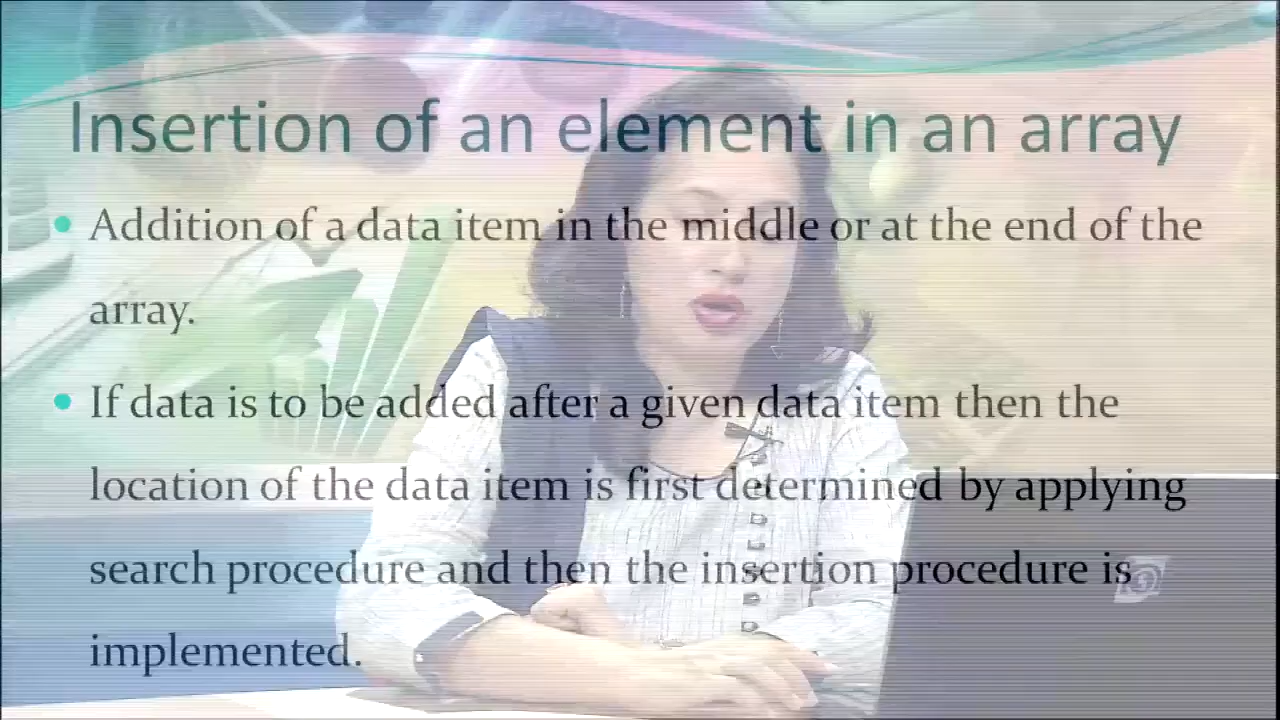 Insertion of an element in an array
Addition of a data item in the middle or at the end of the
array.
If data is to be added after a given data item then the
location of the data item is first determined by applying
search procedure and then the insertion procedure is
implemented.